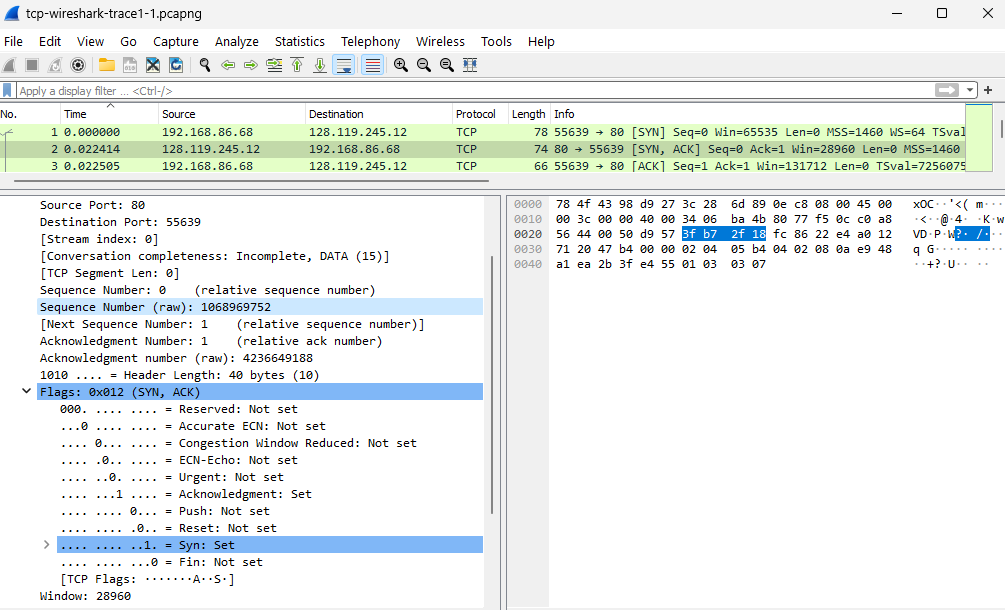 tcp-wireshark-trace1-1.pcapng
File Edit View Go Capture Analyze Statistics Telephony Wireless Tools Help
Apply a display filter ... <Ctrl-/>
No. Time Source Destination Protocol Length Info
1 0.000000 192.168.86.68 128.119.245.12 TCP 78 55639 → 80 [SYN] Seq=0 Win=65535 Len=0 MSS=1460 WS=64 TSval
2 0.022414 128.119.245.12 192.168.86.68 TCP 74 80 → 55639 [SYN, ACK] Seq=0 Ack=1 Win=28960 Len=0 MSS=1460
3 0.022505 192.168.86.68 128.119.245.12 TCP 66 55639 → 80 [ACK] Seq=1 Ack=1 Win=131712 Len=0 TSval=7256075
Source Port: 80
Destination Port: 55639
[Stream index: 0]
[Conversation completeness: Incomplete, DATA (15)]
[TCP Segment Len: 0]
Sequence Number: 0 (relative sequence number)
Sequence Number (raw): 1068969752
[Next Sequence Number: 1 (relative sequence number)]
Acknowledgment Number: 1 (relative ack number)
Acknowledgment number (raw): 4236649188
1010 .... = Header Length: 40 bytes (10)
Flags: 0x012 (SYN, ACK)
000. .... .... = Reserved: Not set
...0 .... .... = Accurate ECN: Not set
.... 0... .... = Congestion Window Reduced: Not set
.... .0.. .... = ECN-Echo: Not set
.... ..0. .... = Urgent: Not set
.... ...1 .... = Acknowledgment: Set
.... .... 0... = Push: Not set
.... .... .0.. = Reset: Not set
.... .... ..1. = Syn: Set
.... .... ...0 = Fin: Not set
[TCP Flags: ·······A··S·]
Window: 28960
0000 78 4f 43 98 d9 27 3c 28 6d 89 0e c8 08 00 45 00 xOC··'<( m·····E·
0010 00 3c 00 00 40 00 34 06 ba 4b 80 77 f5 0c c0 a8 ·<··@·4· ·K·w····
0020 56 44 00 50 d9 57 3f b7 2f 18 fc 86 22 e4 a0 12 VD·P·W?· /···"···
0030 71 20 47 b4 00 00 02 04 05 b4 04 02 08 0a e9 48 q G····· ·······H
0040 a1 ea 2b 3f e4 55 01 03 03 07 ··+?·U·· ··